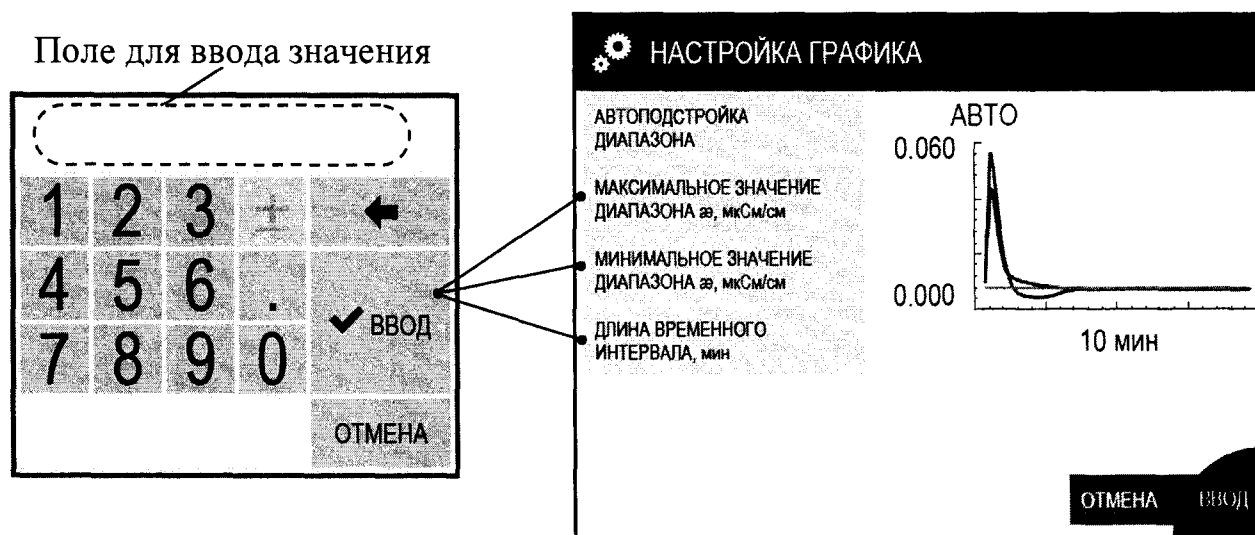 Поле для ввода значения
1 2 3 ±
4 5 6 .
ВВОД
7 8 9 0
ОТМЕНА
НАСТРОЙКА ГРАФИКА
АВТОПОДСТРОЙКА
ДИАПАЗОНА
МАКСИМАЛЬНОЕ ЗНАЧЕНИЕ
ДИАПАЗОНА æ, мкСм/см
МИНИМАЛЬНОЕ ЗНАЧЕНИЕ
ДИАПАЗОНА æ, мкСм/см
ДЛИНА ВРЕМЕННОГО
ИНТЕРВАЛА, мин
АВТО
0.060
0.000
10 мин
ОТМЕНА
ВВОД